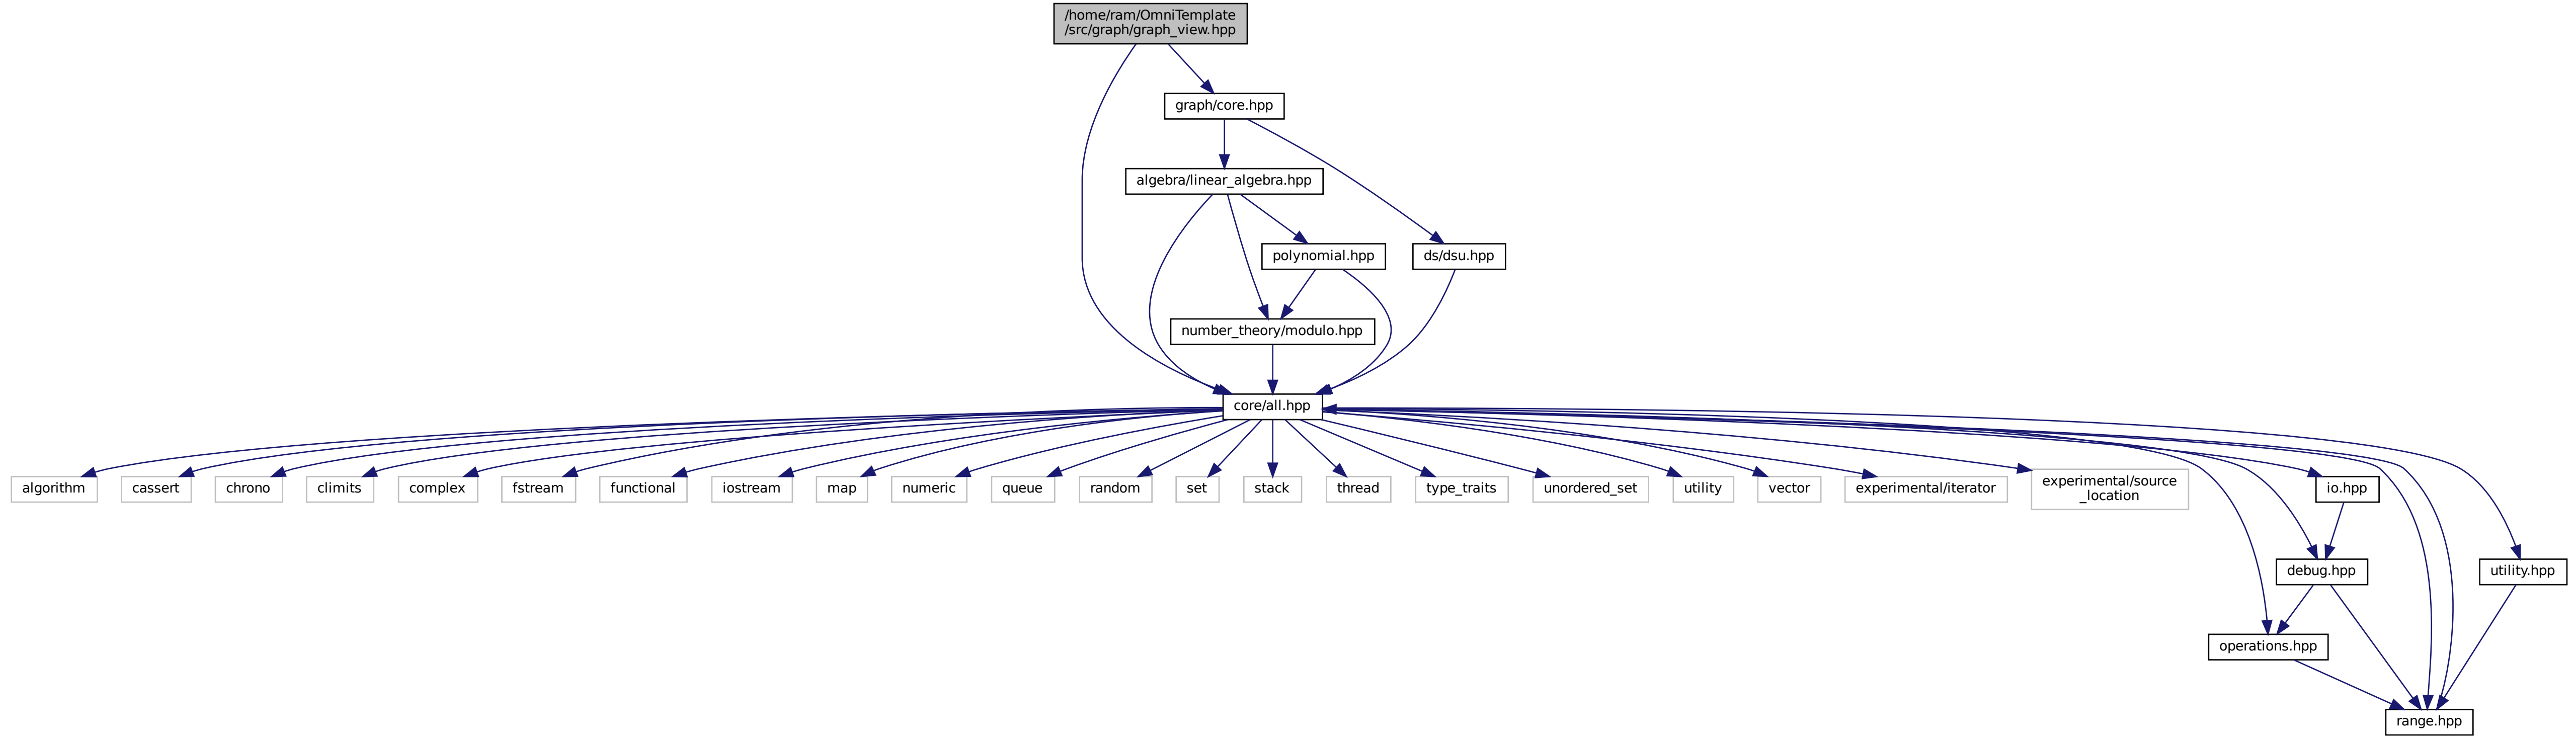 /home/ram/OmniTemplate
/src/graph/graph_view.hpp
graph/core.hpp
algebra/linear_algebra.hpp
polynomial.hpp
ds/dsu.hpp
number_theory/modulo.hpp
core/all.hpp
algorithm
cassert
chrono
climits
complex
fstream
functional
iostream
map
numeric
queue
random
set
stack
thread
type_traits
unordered_set
utility
vector
experimental/iterator
experimental/source
_location
io.hpp
debug.hpp
utility.hpp
operations.hpp
range.hpp